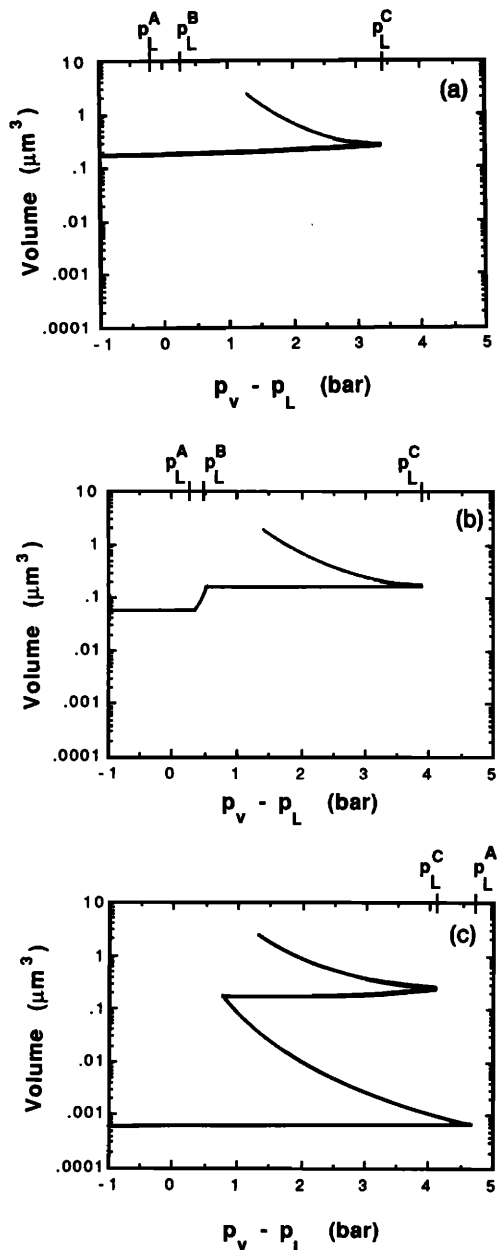 p_L^A p_L^B p_L^C
(a)
10
1
0.1
.01
.001
.0001
Volume (μm³)
-1 0 1 2 3 4 5
p_v - p_L (bar)
p_L^A p_L^B p_L^C
(b)
10
1
0.1
.01
.001
.0001
Volume (μm³)
-1 0 1 2 3 4 5
p_v - p_L (bar)
p_L^C p_L^A
(c)
10
1
0.1
.01
.001
.0001
Volume (μm³)
-1 0 1 2 3 4 5
p_v - p_L (bar)